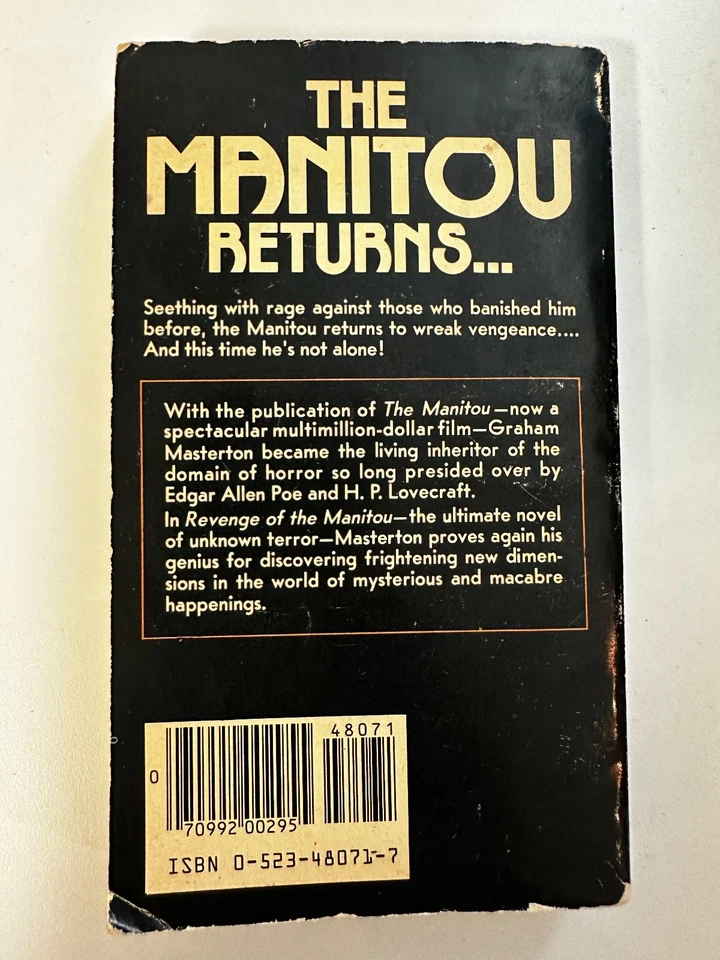 THE
MANITOU
RETURNS...
Seething with rage against those who banished him
before, the Manitou returns to wreak vengeance....
And this time he's not alone!
With the publication of The Manitou—now a
spectacular multimillion-dollar film—Graham
Masterton became the living inheritor of the
domain of horror so long presided over by
Edgar Allen Poe and H. P. Lovecraft.
In Revenge of the Manitou—the ultimate novel
of unknown terror—Masterton proves again his
genius for discovering frightening new dimen-
sions in the world of mysterious and macabre
happenings.
48071
0
70992 00295
ISBN 0-523-48071-7